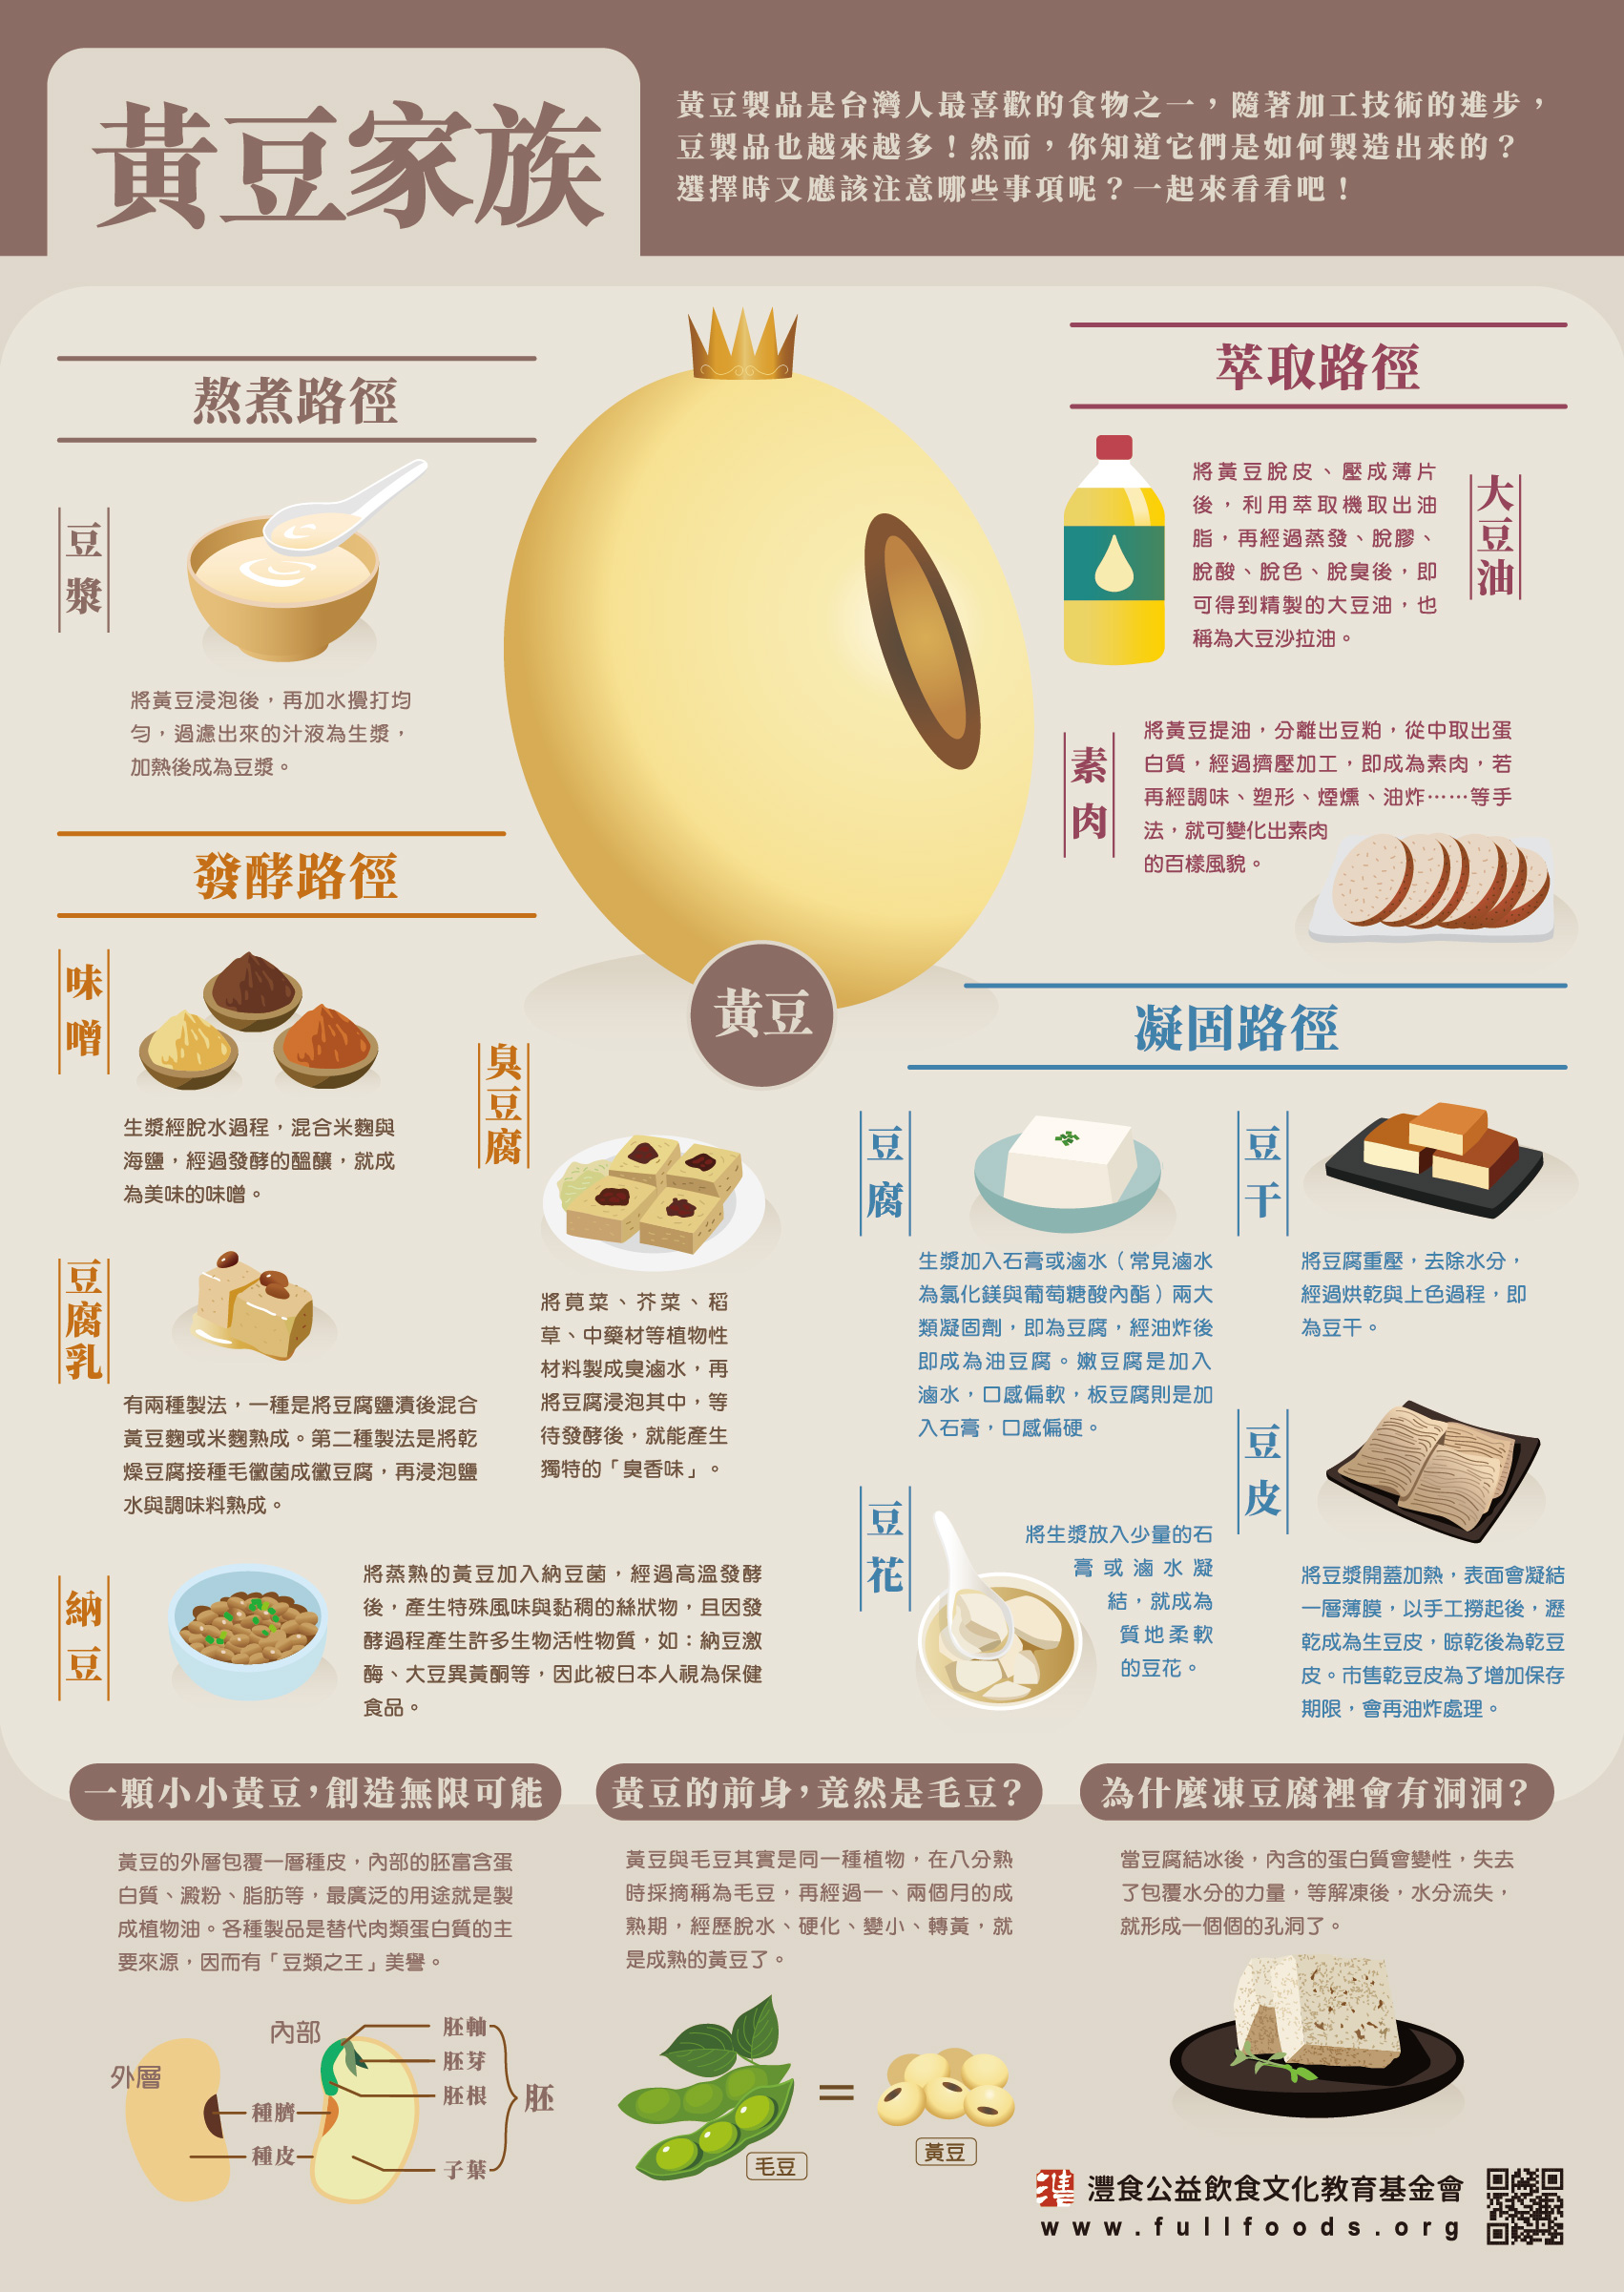 黃豆家族
黃豆製品是台灣人最喜歡的食物之一，隨著加工技術的進步，
豆製品也越來越多！然而，你知道它們是如何製造出來的？
選擇時又應該注意哪些事項呢？一起來看看吧！
熬煮路徑
豆漿
將黃豆浸泡後，再加水攪打均
勻，過濾出來的汁液為生漿，
加熱後成為豆漿。
萃取路徑
大豆油
將黃豆脫皮、壓成薄片
後，利用萃取機取出油
脂，再經過蒸發、脫膠、
脫酸、脫色、脫臭後，即
可得到精製的大豆油，也
稱為大豆沙拉油。
素肉
將黃豆提油，分離出豆粕，從中取出蛋
白質，經過擠壓加工，即成為素肉，若
再經調味、塑形、煙燻、油炸……等手
法，就可變化出素肉
的百樣風貌。
黃豆
發酵路徑
味噌
生漿經脫水過程，混合米麴與
海鹽，經過發酵的醞釀，就成
為美味的味噌。
臭豆腐
將莧菜、芥菜、稻
草、中藥材等植物性
材料製成臭滷水，再
將豆腐浸泡其中，等
待發酵後，就能產生
獨特的「臭香味」。
豆腐乳
有兩種製法，一種是將豆腐鹽漬後混合
黃豆麴或米麴熟成。第二種製法是將乾
燥豆腐接種毛黴菌成黴豆腐，再浸泡鹽
水與調味料熟成。
納豆
將蒸熟的黃豆加入納豆菌，經過高溫發酵
後，產生特殊風味與黏稠的絲狀物，且因發
酵過程產生許多生物活性物質，如：納豆激
酶、大豆異黃酮等，因此被日本人視為保健
食品。
凝固路徑
豆腐
生漿加入石膏或滷水（常見滷水
為氯化鎂與葡萄糖酸內酯）兩大
類凝固劑，即為豆腐，經油炸後
即成為油豆腐。嫩豆腐是加入
滷水，口感偏軟，板豆腐則是加
入石膏，口感偏硬。
豆干
將豆腐重壓，去除水分，
經過烘乾與上色過程，即
為豆干。
豆花
將生漿放入少量的石
膏或滷水凝
結，就成為
質地柔軟
的豆花。
豆皮
將豆漿開蓋加熱，表面會凝結
一層薄膜，以手工撈起後，瀝
乾成為生豆皮，晾乾後為乾豆
皮。市售乾豆皮為了增加保存
期限，會再油炸處理。
一顆小小黃豆，創造無限可能
黃豆的外層包覆一層種皮，內部的胚富含蛋
白質、澱粉、脂肪等，最廣泛的用途就是製
成植物油。各種製品是替代肉類蛋白質的主
要來源，因而有「豆類之王」美譽。
外層
內部
種臍
種皮
胚軸
胚芽
胚根
子葉
胚
黃豆的前身，竟然是毛豆？
黃豆與毛豆其實是同一種植物，在八分熟
時採摘稱為毛豆，再經過一、兩個月的成
熟期，經歷脫水、硬化、變小、轉黃，就
是成熟的黃豆了。
毛豆
＝
黃豆
為什麼凍豆腐裡會有洞洞？
當豆腐結冰後，內含的蛋白質會變性，失去
了包覆水分的力量，等解凍後，水分流失，
就形成一個個的孔洞了。
灃食公益飲食文化教育基金會
www.fullfoods.org